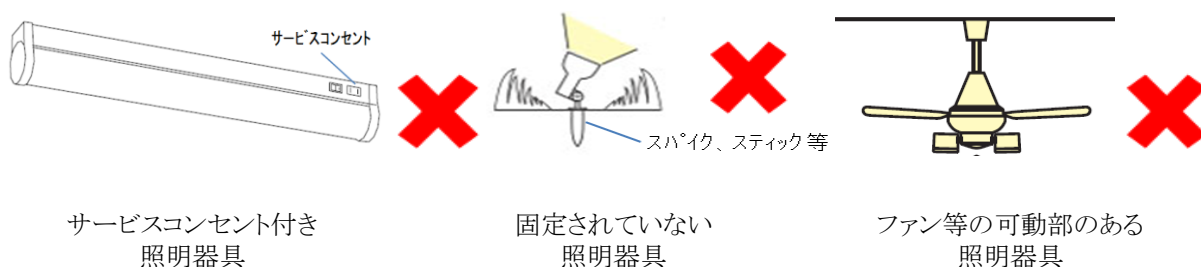 サービスコンセント
スパイク、スティック等
サービスコンセント付き
照明器具
固定されていない
照明器具
ファン等の可動部のある
照明器具